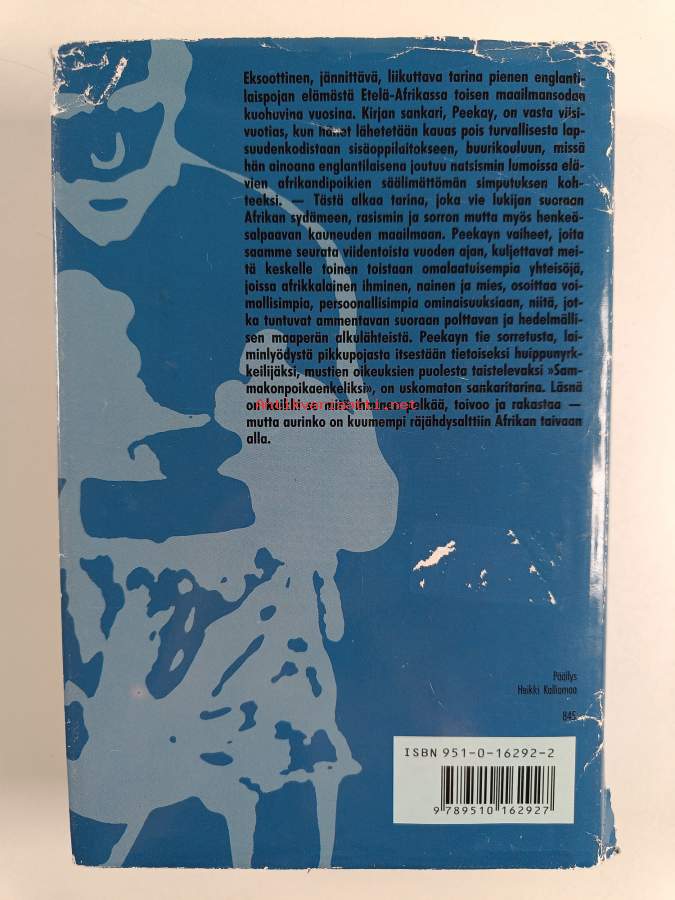 Eksoottinen, jännittävä, liikuttava tarina pienen englanti-
laispojan elämästä Etelä-Afrikassa toisen maailmansodan
kuohuvina vuosina. Kirjan sankari, Peekay, on vasta viisi-
vuotias, kun hänet lähetetään kauas pois turvallisesta lap-
suudenkodistaan sisäoppilaitokseen, buurikouluun, missä
hän ainoana englantilaisena joutuu natsismin lumoissa elä-
vien afrikandipoikien säälimättömän simputuksen koh-
teeksi. — Tästä alkaa tarina, joka vie lukijan suoraan
Afrikan sydämeen, rasismin ja sorron mutta myös henkeä-
salpaavan kauneuden maailmaan. Peekayn vaiheet, joita
saamme seurata viidentoista vuoden ajan, kuljettavat mei-
tä keskelle toinen toistaan omalaatuisempia yhteisöjä,
joissa afrikkalainen ihminen, nainen ja mies, osoittaa voi-
mallisimpia, persoonallisimpia ominaisuuksiaan, niitä, jot-
ka tuntuvat ammentavan suoraan polttavan ja hedelmälli-
sen maaperän alkulähteistä. Peekayn tie sorretusta, lai-
minlyödystä pikkupojasta itsestään tietoiseksi huippunyrk-
keilijäksi, mustien oikeuksien puolesta taistelevaksi »Sam-
makonpoikaenkeliksi», on uskomaton sankaritarina. Läsnä
on kaikki se mitä ihminen pelkää, toivoo ja rakastaa —
mutta aurinko on kuumempi räjähdysalttiin Afrikan taivaan
alla.
Antikvariaatti.net
Päällys
Heikki Kalliomaa
845
ISBN 951-0-16292-2
9 789510 162927